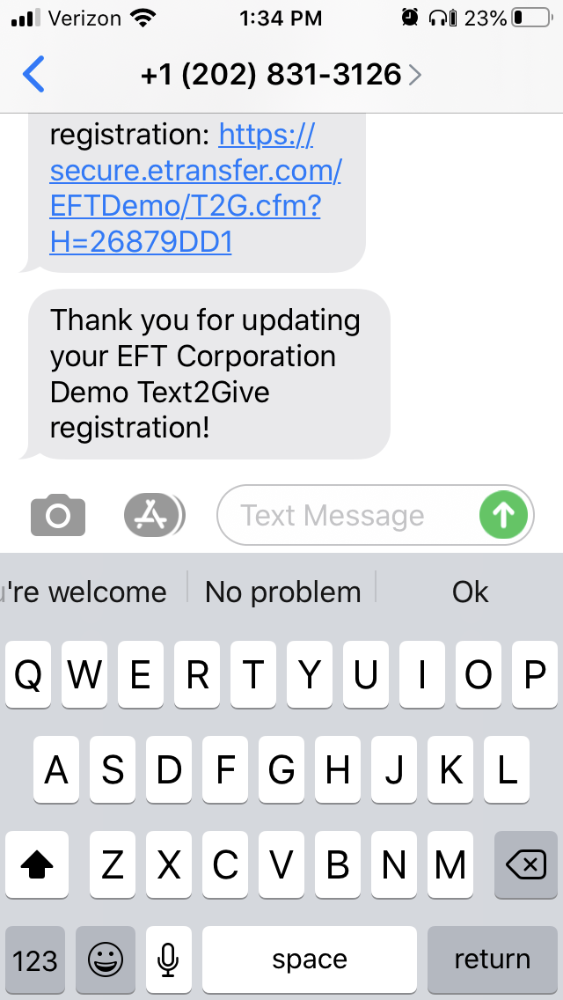 Verizon 1:34 PM 23%
+1 (202) 831-3126
registration: https://
secure.etransfer.com/
EFTDemo/T2G.cfm?
H=26879DD1
Thank you for updating
your EFT Corporation
Demo Text2Give
registration!
Text Message
're welcome No problem Ok
Q W E R T Y U I O P
A S D F G H J K L
Z X C V B N M
123 space return